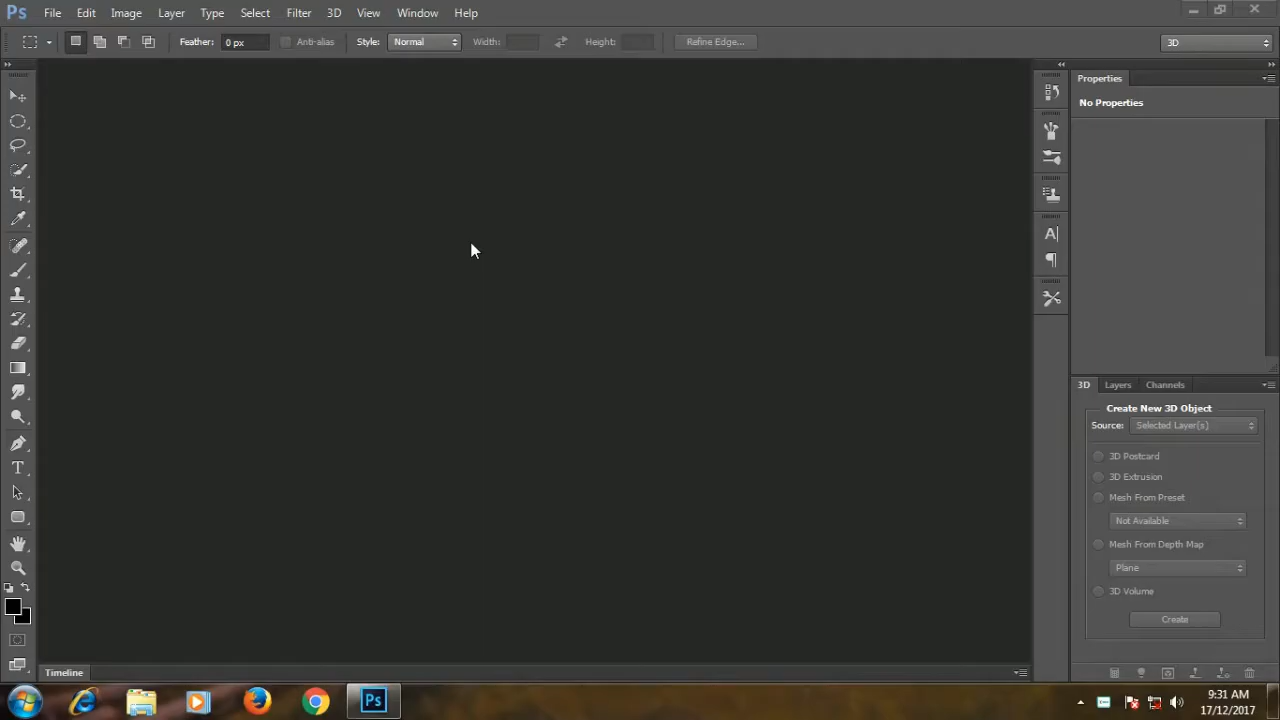 Ps File Edit Image Layer Type Select Filter 3D View Window Help
Feather: 0 px Anti-alias Style: Normal Width: Height: Refine Edge... 3D
Properties
No Properties
3D Layers Channels
Create New 3D Object
Source: Selected Layer(s)
3D Postcard
3D Extrusion
Mesh From Preset
Not Available
Mesh From Depth Map
Plane
3D Volume
Create
Timeline
Ps
9:31 AM
17/12/2017